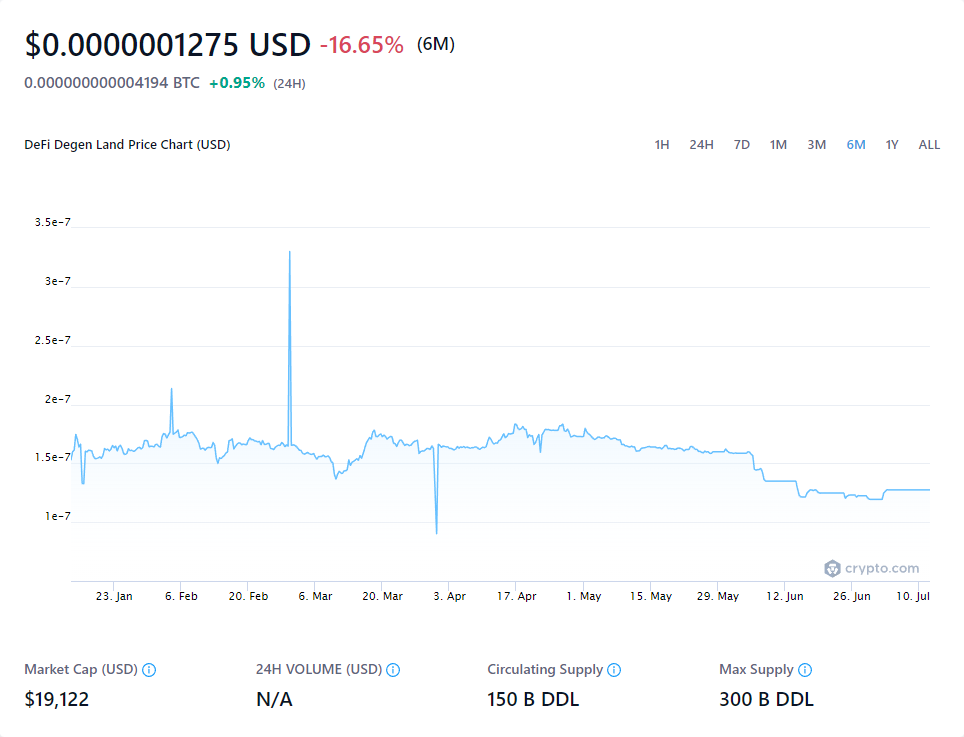 $0.0000001275 USD -16.65% (6M)
0.000000000004194 BTC +0.95% (24H)
DeFi Degen Land Price Chart (USD)
1H 24H 7D 1M 3M 6M 1Y ALL
3.5e-7
3e-7
2.5e-7
2e-7
1.5e-7
1e-7
crypto.com
23. Jan 6. Feb 20. Feb 6. Mar 20. Mar 3. Apr 17. Apr 1. May 15. May 29. May 12. Jun 26. Jun 10. Jul
Market Cap (USD) 24H VOLUME (USD) Circulating Supply Max Supply
$19,122 N/A 150 B DDL 300 B DDL